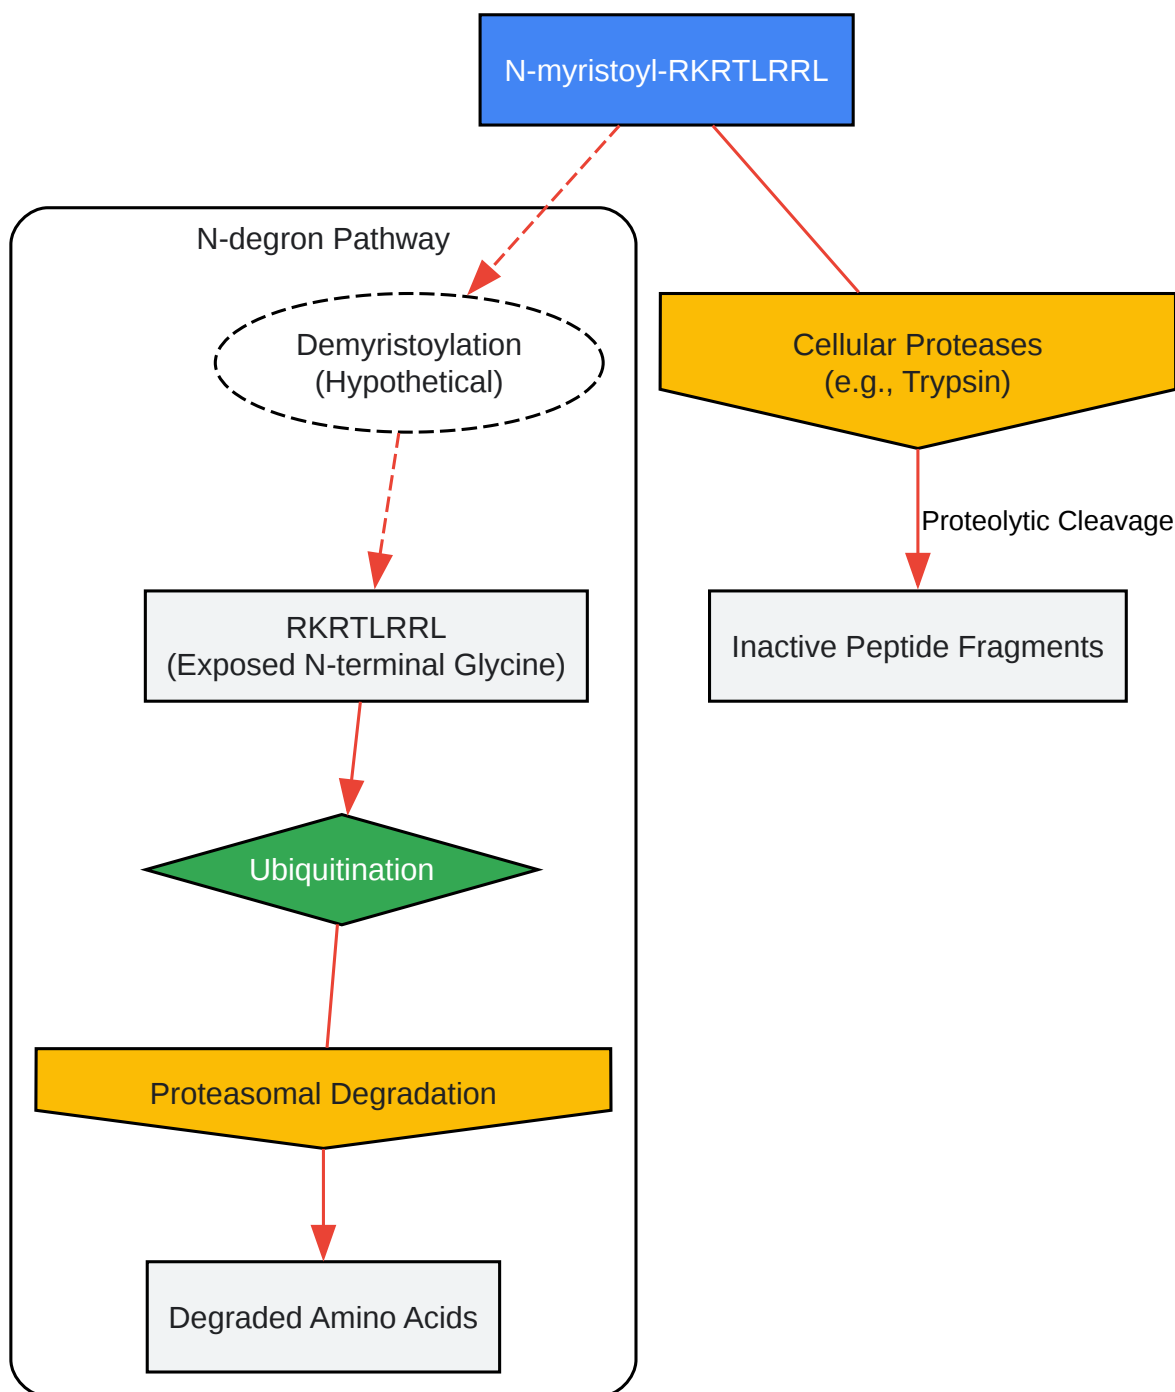 N-myristoyl-RKRTLRRL
N-degron Pathway
Demyristoylation
(Hypothetical)
Cellular Proteases
(e.g., Trypsin)
Proteolytic Cleavage
RKRTLRRL
(Exposed N-terminal Glycine)
Inactive Peptide Fragments
Ubiquitination
Proteasomal Degradation
Degraded Amino Acids